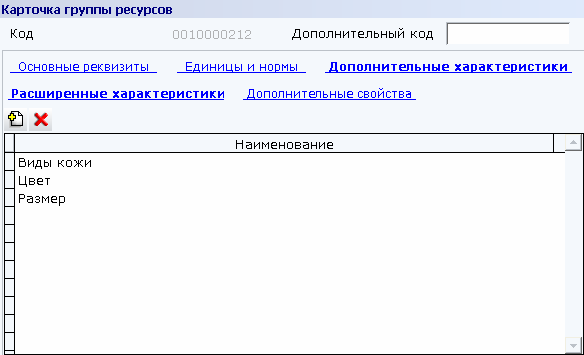 Карточка группы ресурсов
Код 0010000212 Дополнительный код
Основные реквизиты Единицы и нормы Дополнительные характеристики
Расширенные характеристики Дополнительные свойства
Наименование
Виды кожи
Цвет
Размер